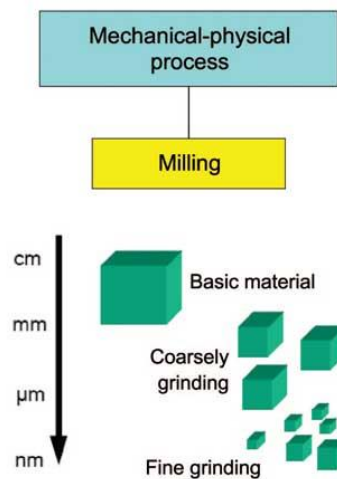 Mechanical-physical
process
Milling
cm
Basic material
mm
Coarsely
grinding
µm
nm
Fine grinding